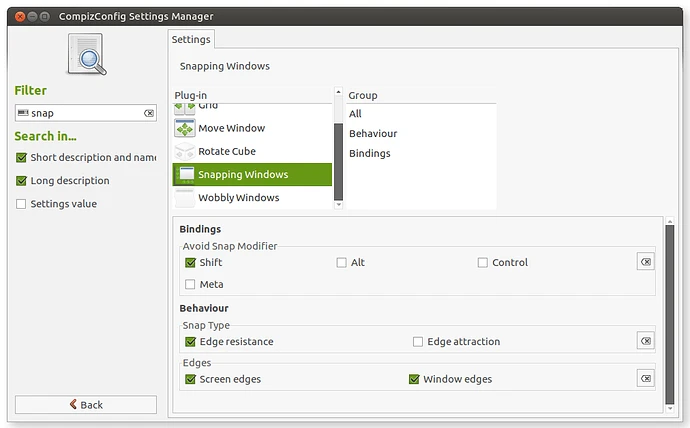 CompizConfig Settings Manager
Filter
snap
Search in...
Short description and name
Long description
Settings value
Back
Settings
Snapping Windows
Plug-in
Grid
Move Window
Rotate Cube
Snapping Windows
Wobbly Windows
Group
All
Behaviour
Bindings
Bindings
Avoid Snap Modifier
Shift Alt Control
Meta
Behaviour
Snap Type
Edge resistance Edge attraction
Edges
Screen edges Window edges